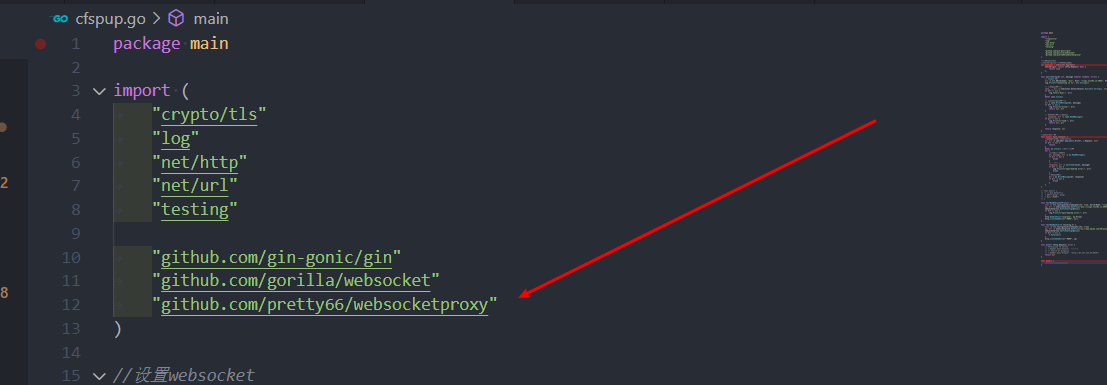 GO cfspup.go > main
1 package main
2
3 import (
4 "crypto/tls"
5 "log"
6 "net/http"
7 "net/url"
8 "testing"
9
10 "github.com/gin-gonic/gin"
11 "github.com/gorilla/websocket"
12 "github.com/pretty66/websocketproxy"
13 )
14
15 //设置websocket
2
8